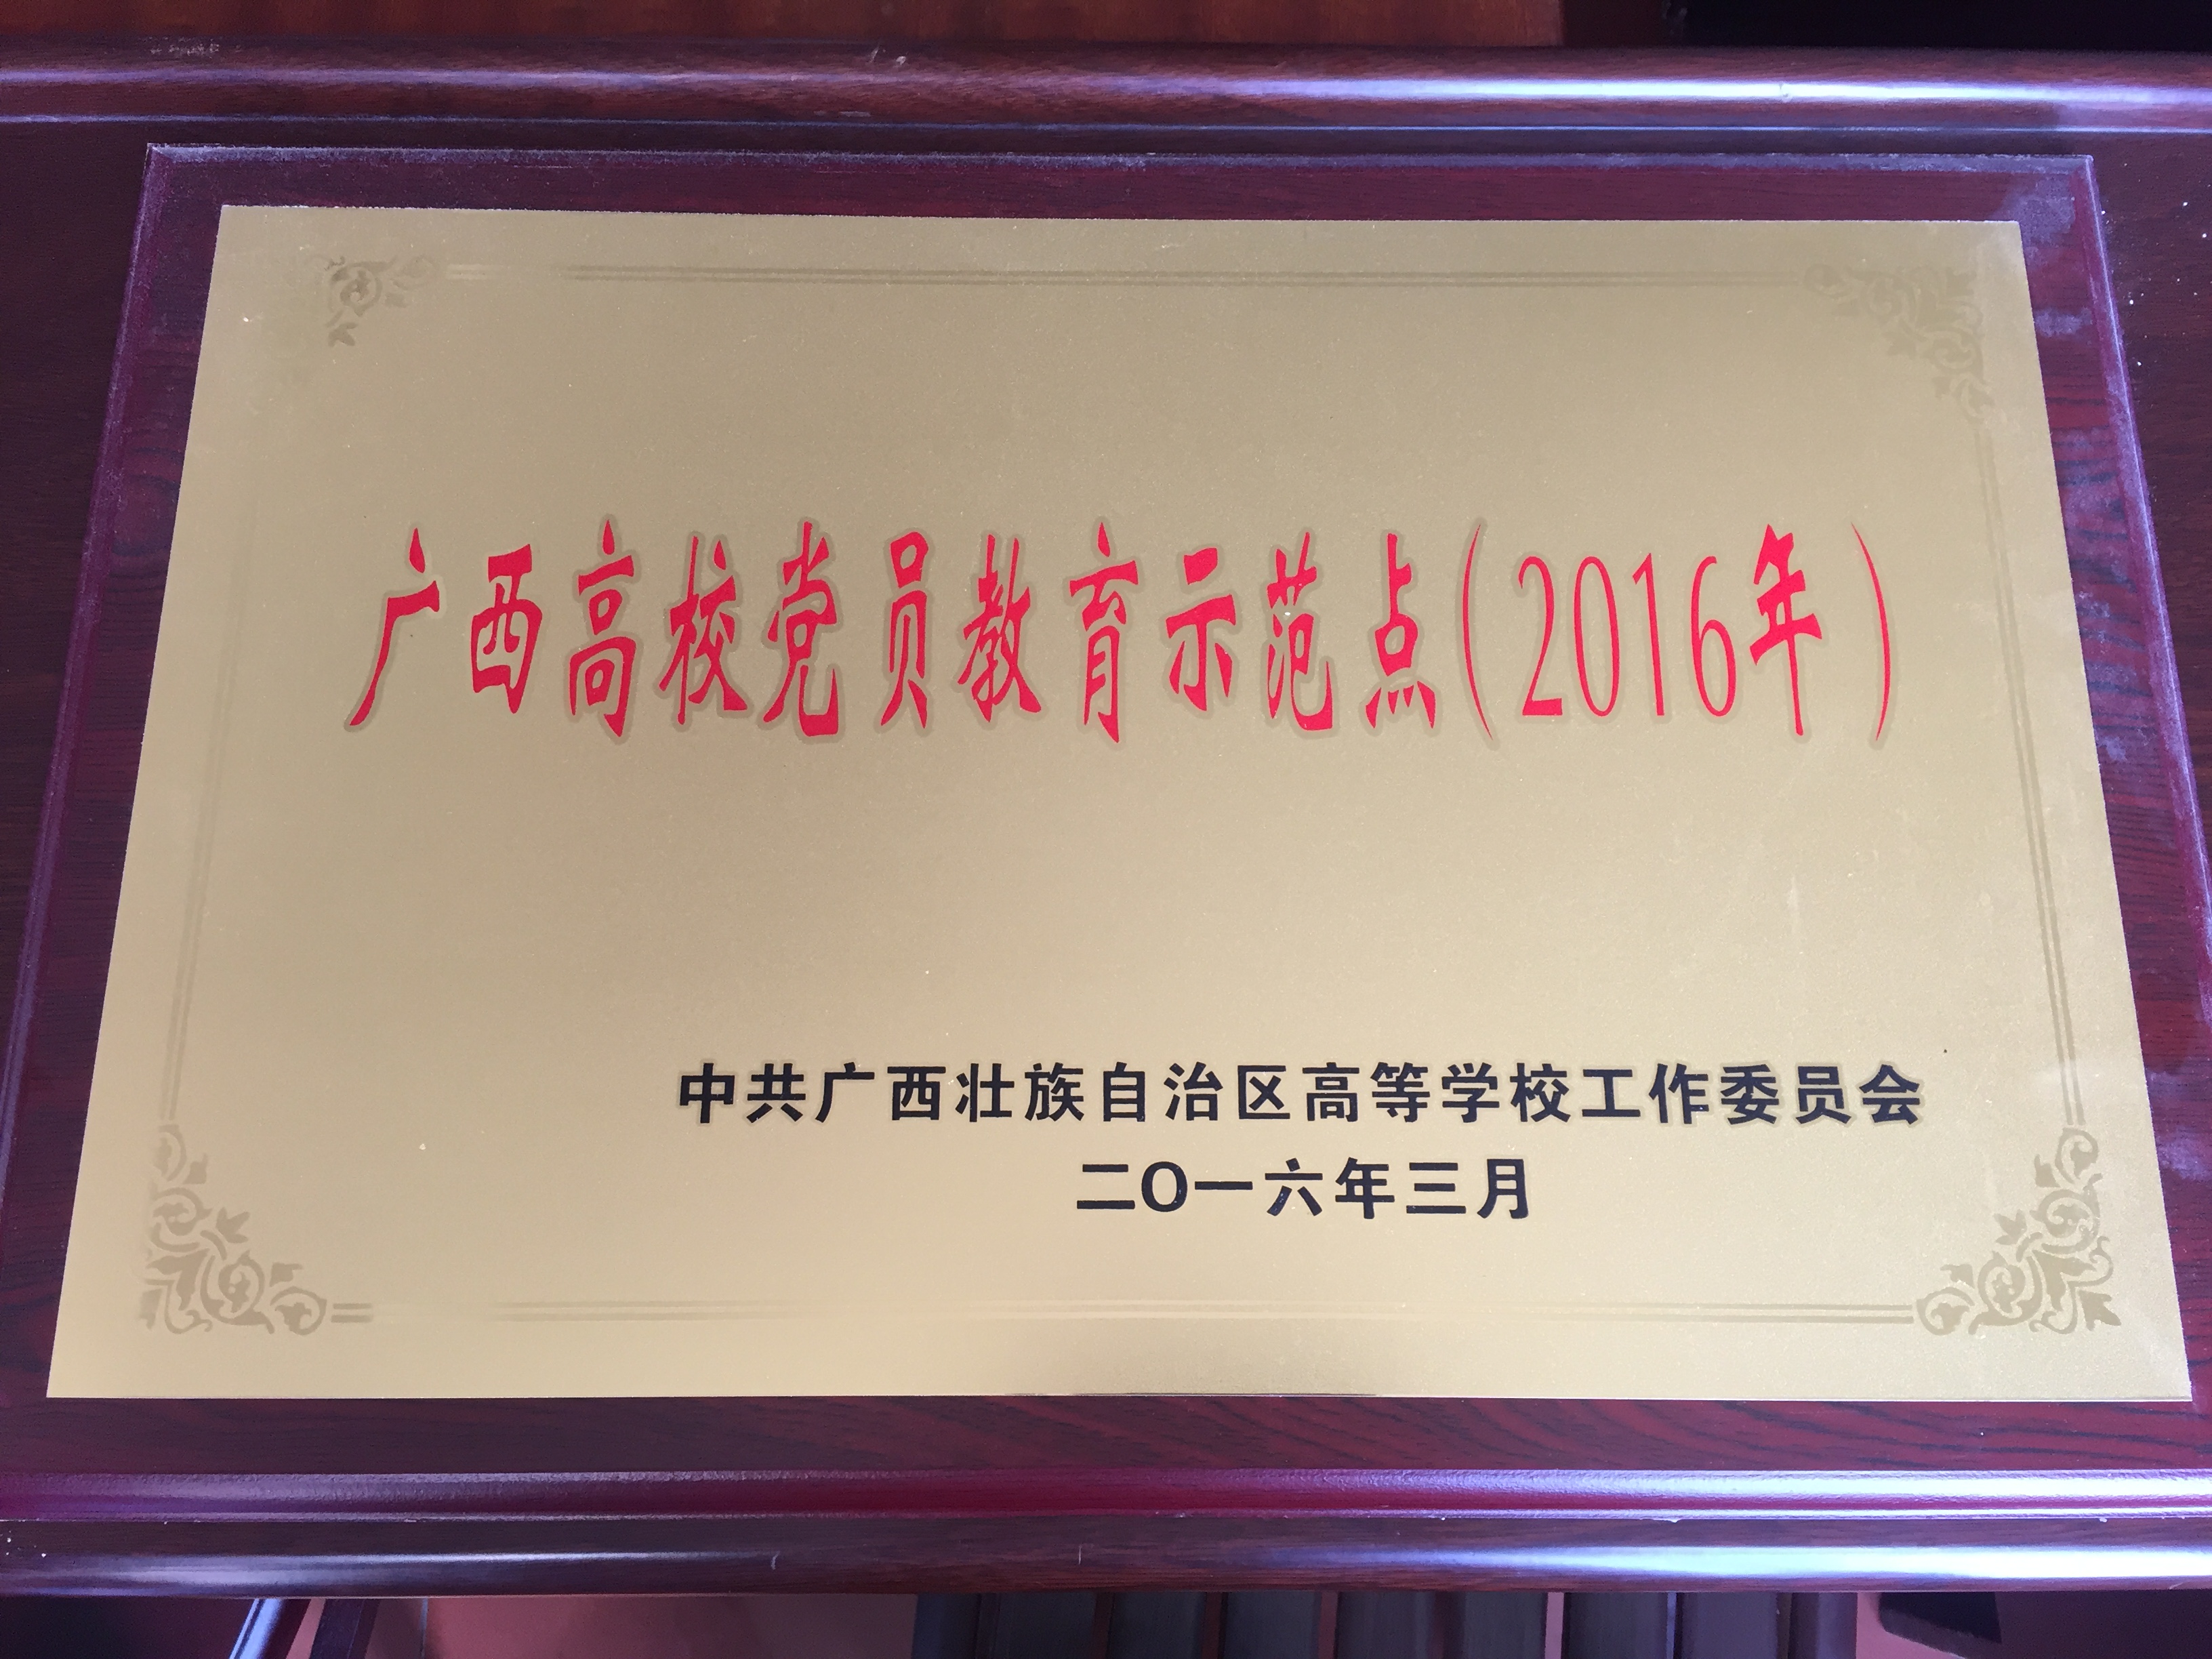 广西高校党员教育示范点(2016年)
中共广西壮族自治区高等学校工作委员会
二〇一六年三月